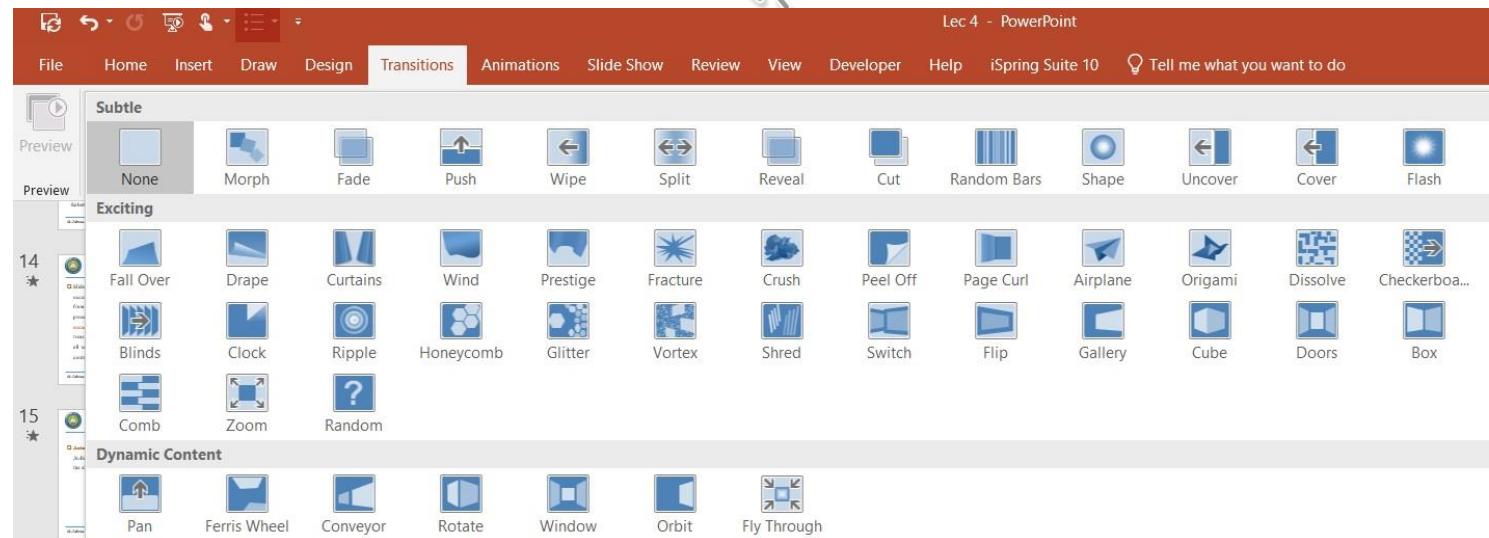 Lec 4 - PowerPoint
File Home Insert Draw Design Transitions Animations Slide Show Review View Developer Help iSpring Suite 10 Tell me what you want to do
Preview
Preview
Subtle
None Morph Fade Push Wipe Split Reveal Cut Random Bars Shape Uncover Cover Flash
Exciting
Fall Over Drape Curtains Wind Prestige Fracture Crush Peel Off Page Curl Airplane Origami Dissolve Checkerboa...
Blinds Clock Ripple Honeycomb Glitter Vortex Shred Switch Flip Gallery Cube Doors Box
Comb Zoom Random
Dynamic Content
Pan Ferris Wheel Conveyor Rotate Window Orbit Fly Through
14
15